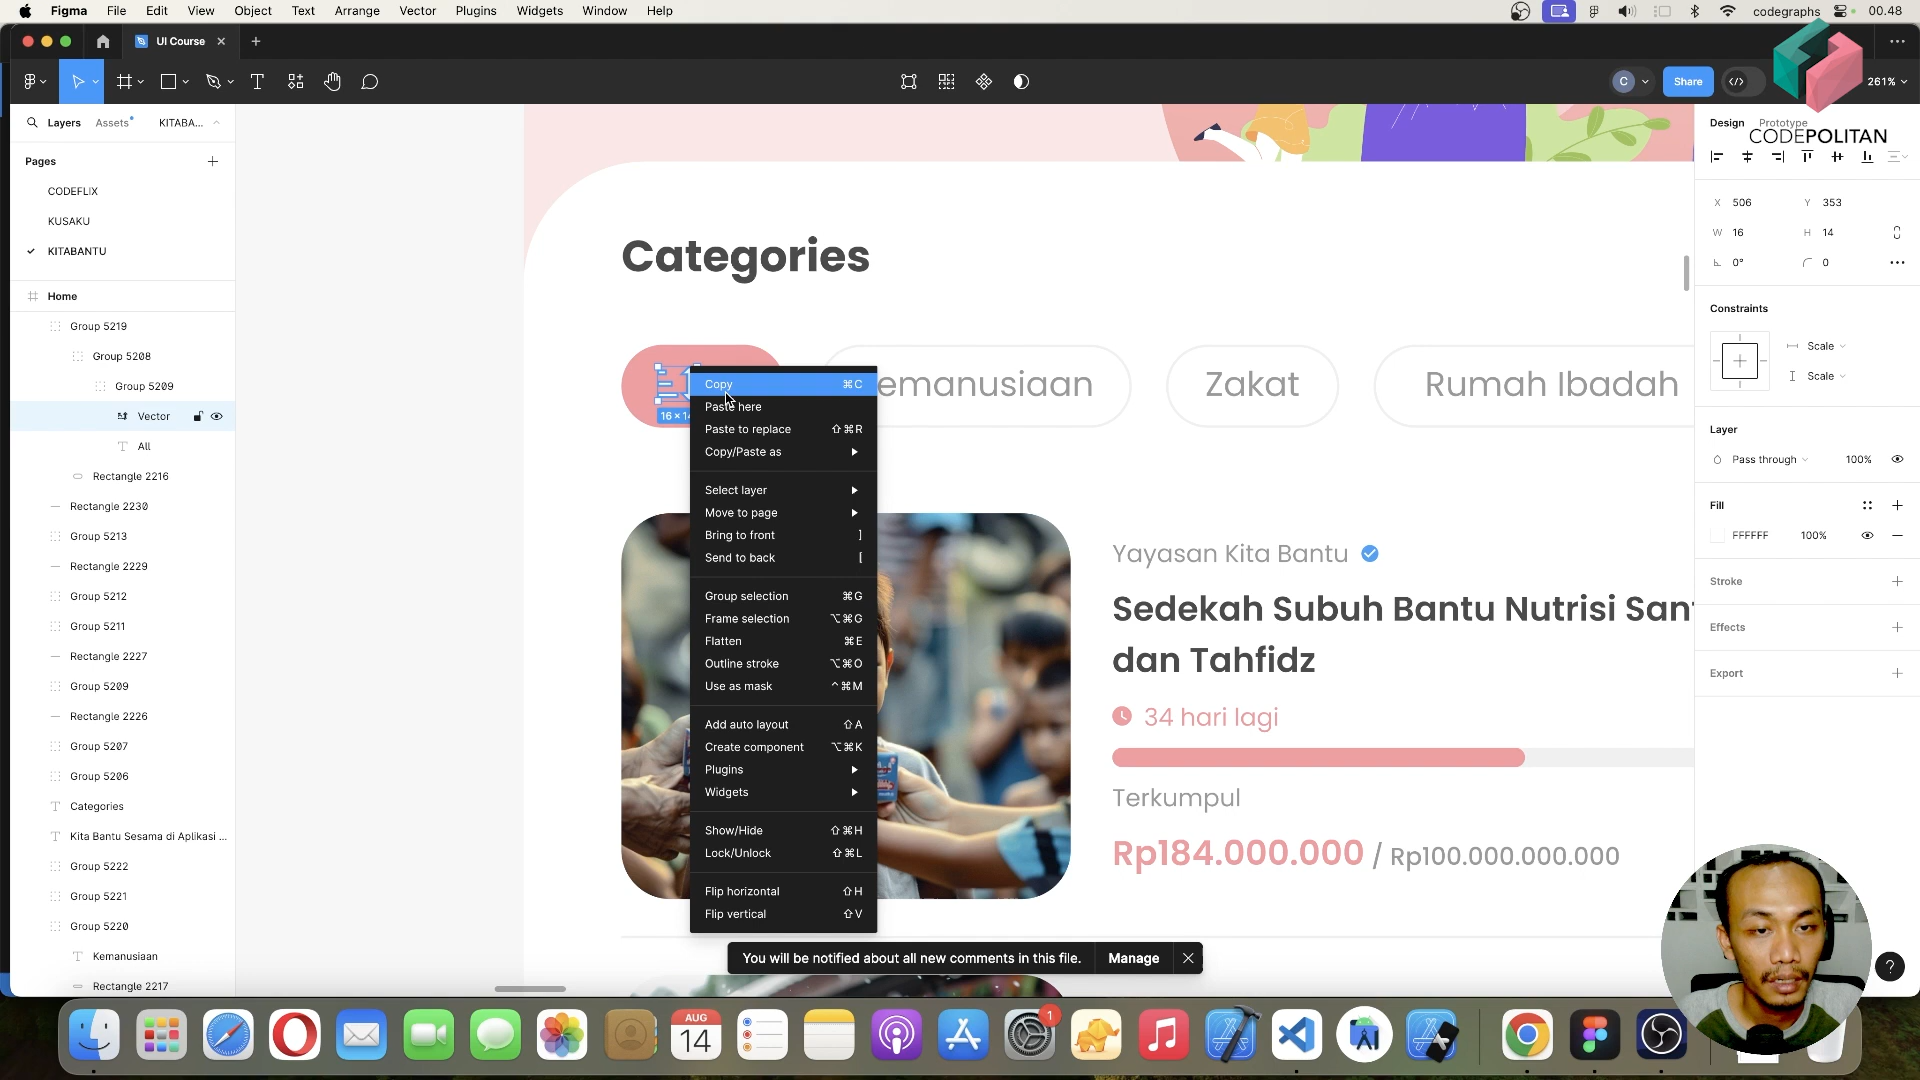 Figma File Edit View Object Text Arrange Vector Plugins Widgets Window Help codegraphs 00.48
UI Course
C Share 261%
CODEPOLITAN
Layers Assets KITABA...
Pages
CODEFLIX
KUSAKU
KITABANTU
Home
Group 5219
Group 5208
Group 5209
Vector
All
Rectangle 2216
Rectangle 2230
Group 5213
Rectangle 2229
Group 5212
Group 5211
Rectangle 2227
Group 5209
Rectangle 2226
Group 5207
Group 5206
Categories
Kita Bantu Sesama di Aplikasi ...
Group 5222
Group 5221
Group 5220
Kemanusiaan
Rectangle 2217
Categories
16 × 14
emanusiaan
Zakat
Rumah Ibadah
Copy ⌘C
Paste here
Paste to replace ⇧⌘R
Copy/Paste as
Select layer
Move to page
Bring to front ]
Send to back [
Group selection ⌘G
Frame selection ⌥⌘G
Flatten ⌘E
Outline stroke ⌥⌘O
Use as mask ^⌘M
Add auto layout ⇧A
Create component ⌥⌘K
Plugins
Widgets
Show/Hide ⇧⌘H
Lock/Unlock ⇧⌘L
Flip horizontal ⇧H
Flip vertical ⇧V
Yayasan Kita Bantu
Sedekah Subuh Bantu Nutrisi San
dan Tahfidz
34 hari lagi
Terkumpul
Rp184.000.000 / Rp100.000.000.000
You will be notified about all new comments in this file. Manage
Design Prototype
X 506 Y 353
W 16 H 14
0° 0
Constraints
Scale
Scale
Layer
Pass through 100%
Fill
FFFFFF 100%
Stroke
Effects
Export
?
AUG
14
1